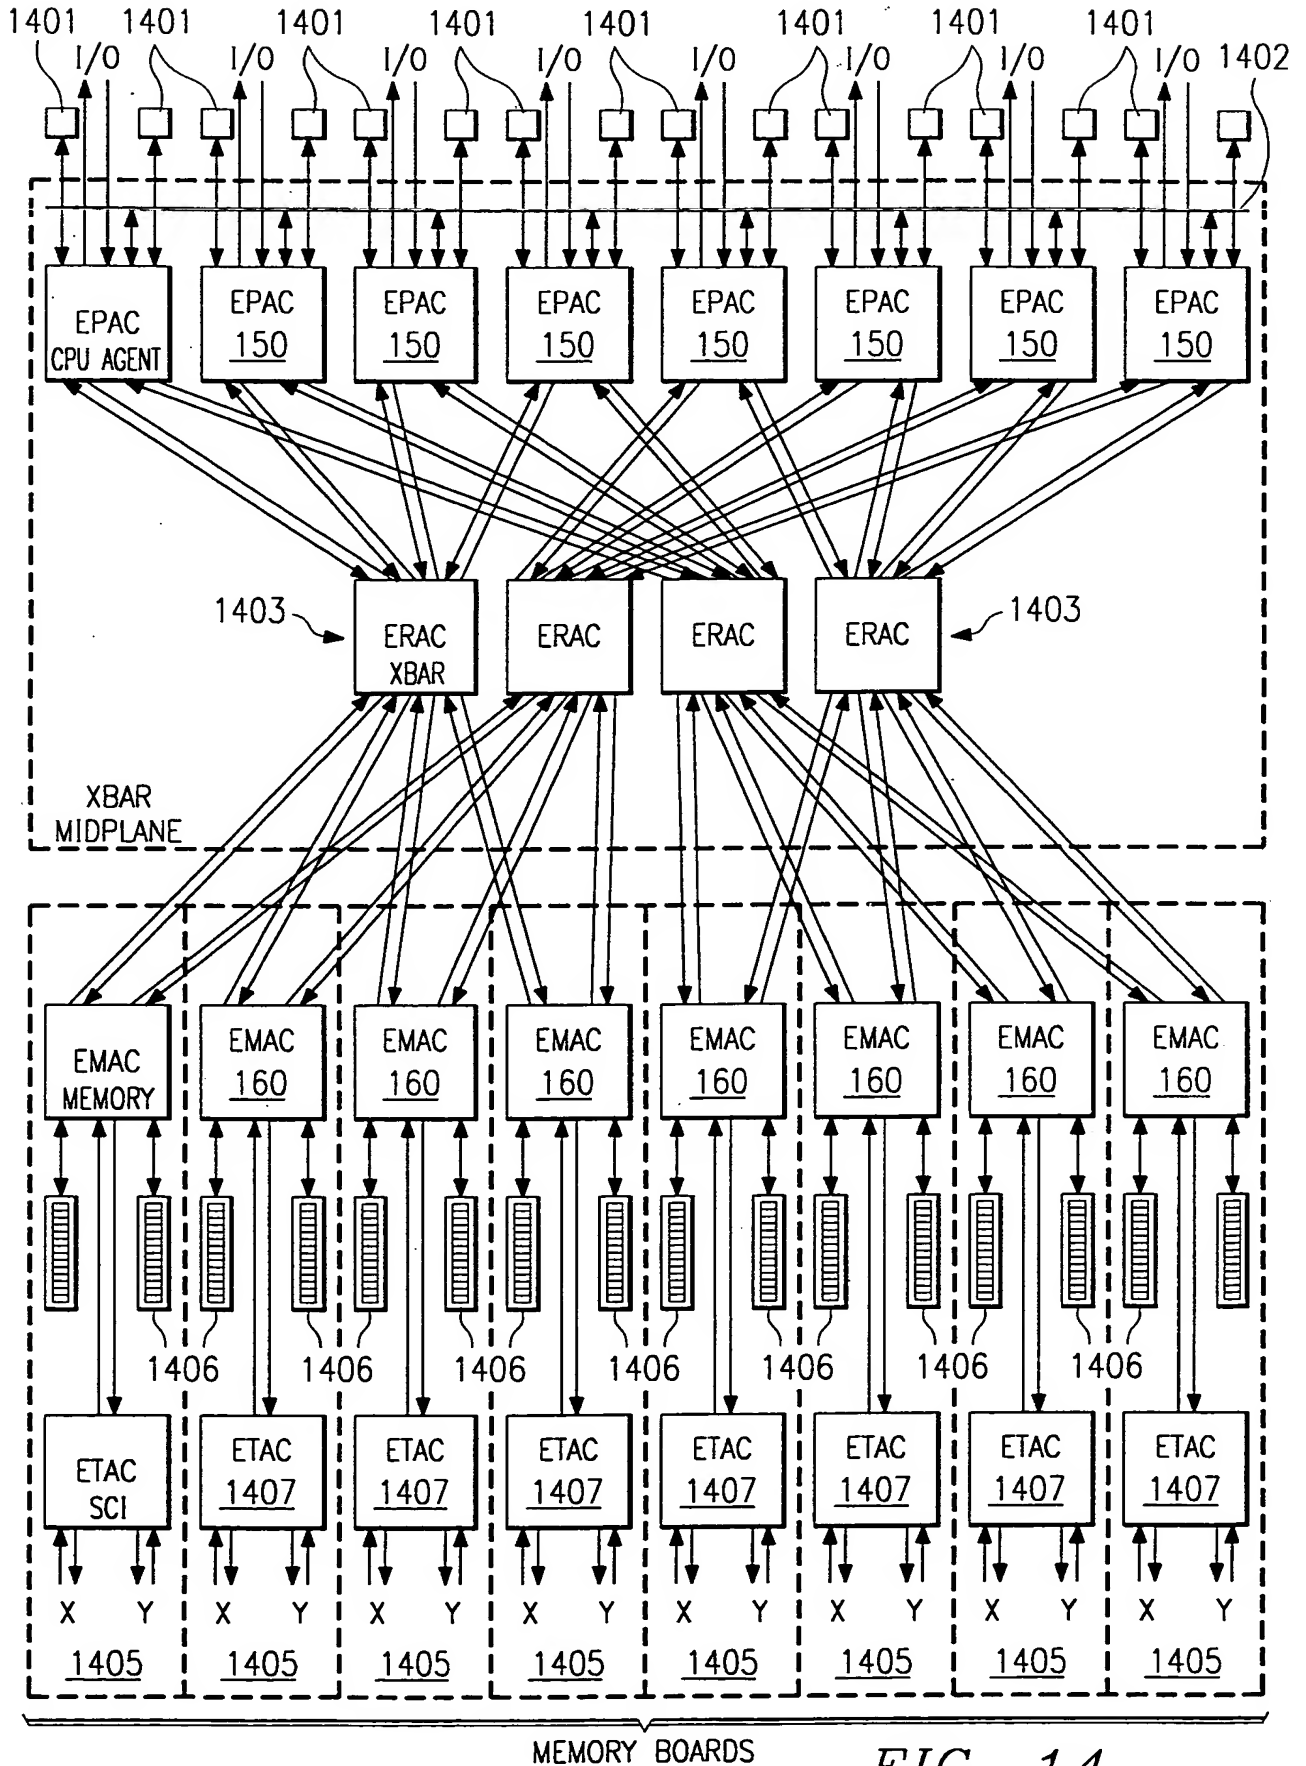 1401 1401 1401 1401 1401 1401 1401 1401
I/O I/O I/O I/O I/O I/O I/O I/O 1402
EPAC CPU AGENT
EPAC 150
EPAC 150
EPAC 150
EPAC 150
EPAC 150
EPAC 150
EPAC 150
1403
ERAC XBAR
ERAC
ERAC
ERAC
1403
XBAR
MIDPLANE
EMAC MEMORY
EMAC 160
EMAC 160
EMAC 160
EMAC 160
EMAC 160
EMAC 160
EMAC 160
1406 1406 1406 1406 1406 1406 1406
ETAC SCI
ETAC 1407
ETAC 1407
ETAC 1407
ETAC 1407
ETAC 1407
ETAC 1407
ETAC 1407
X Y X Y X Y X Y X Y X Y X Y X Y
1405 1405 1405 1405 1405 1405 1405 1405
MEMORY BOARDS
FIG. 14